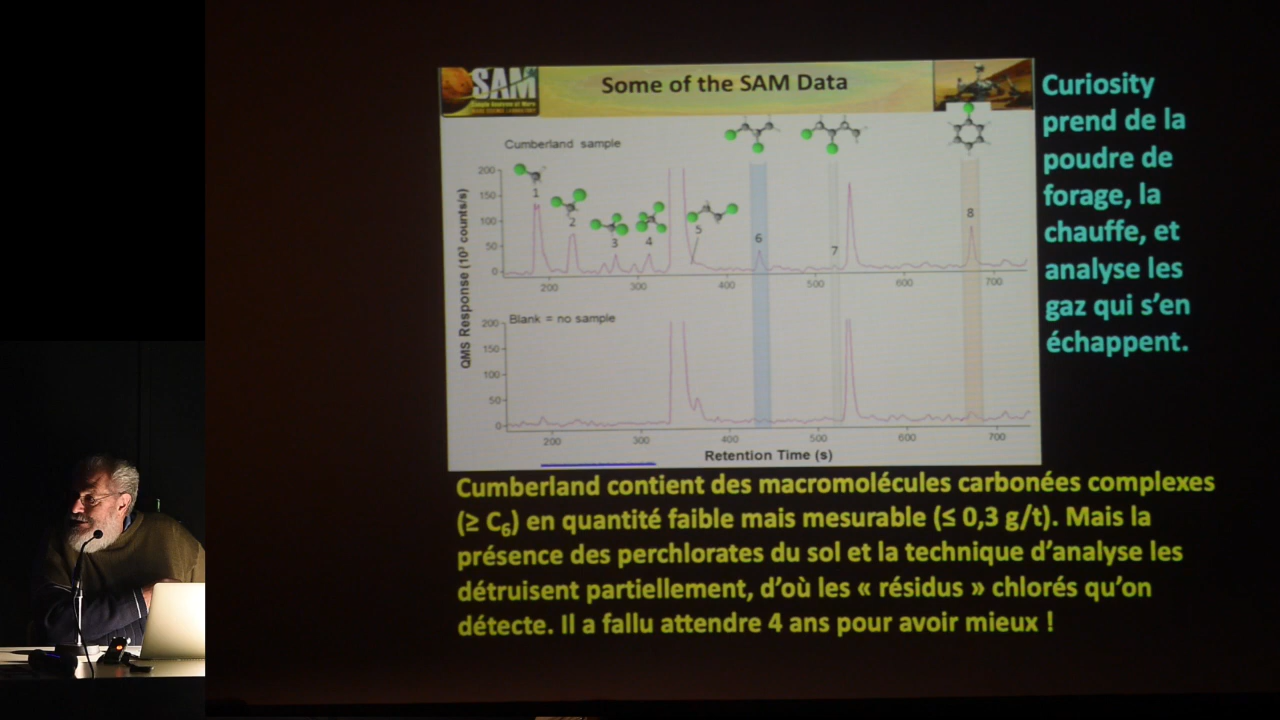 SAM
Sample Analysis at Mars
Some of the SAM Data
Curiosity
prend de la
poudre de
forage, la
chauffe, et
analyse les
gaz qui s’en
échappent.
Cumberland sample
QMS Response (10³ counts/s)
200
150
100
50
0
1
2
3
4
5
6
7
8
200 300 400 500 600 700
Blank = no sample
200
150
100
50
0
200 300 400 500 600 700
Retention Time (s)
Cumberland contient des macromolécules carbonées complexes
(≥ C₆) en quantité faible mais mesurable (≤ 0,3 g/t). Mais la
présence des perchlorates du sol et la technique d’analyse les
détruisent partiellement, d’où les « résidus » chlorés qu’on
détecte. Il a fallu attendre 4 ans pour avoir mieux !